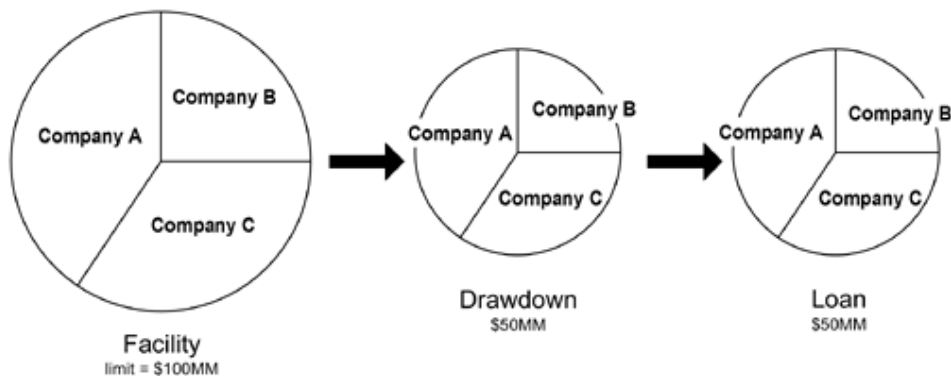 Company A
Company B
Company C
Facility
limit = $100MM
Company A
Company B
Company C
Drawdown
$50MM
Company A
Company B
Company C
Loan
$50MM